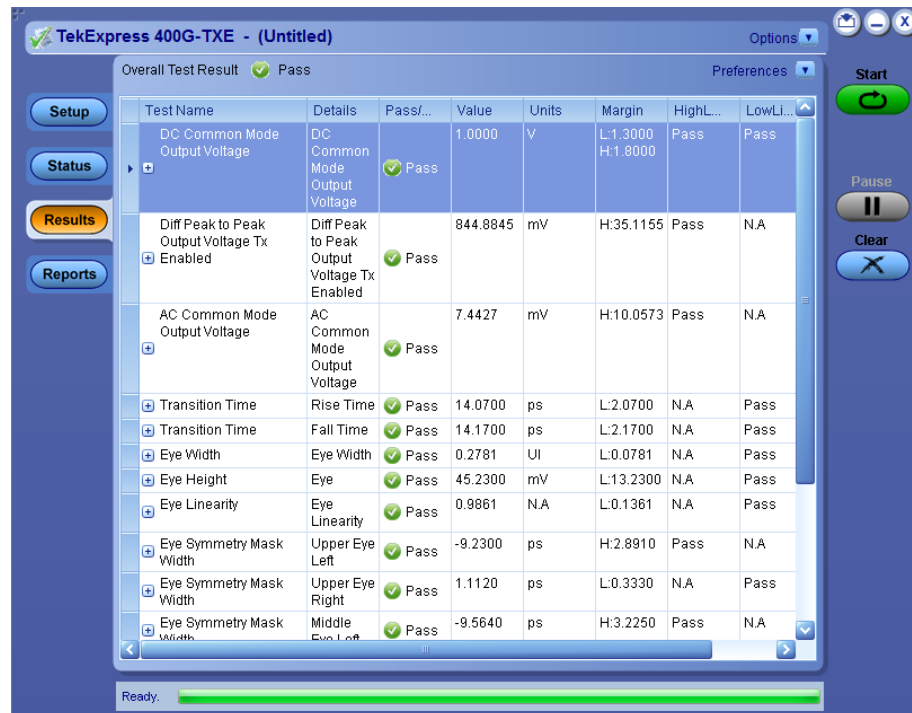 TekExpress 400G-TXE - (Untitled)
Options
Overall Test Result Pass
Preferences
Start
Setup
Status
Results
Reports
Pause
Clear
Test Name Details Pass/... Value Units Margin HighL... LowLi...
DC Common Mode Output Voltage DC Common Mode Output Voltage Pass 1.0000 V L:1.3000 H:1.8000 Pass Pass
Diff Peak to Peak Output Voltage Tx Enabled Diff Peak to Peak Output Voltage Tx Enabled Pass 844.8845 mV H:35.1155 Pass N.A
AC Common Mode Output Voltage AC Common Mode Output Voltage Pass 7.4427 mV H:10.0573 Pass N.A
Transition Time Rise Time Pass 14.0700 ps L:2.0700 N.A Pass
Transition Time Fall Time Pass 14.1700 ps L:2.1700 N.A Pass
Eye Width Eye Width Pass 0.2781 UI L:0.0781 N.A Pass
Eye Height Eye Pass 45.2300 mV L:13.2300 N.A Pass
Eye Linearity Eye Linearity Pass 0.9861 N.A L:0.1361 N.A Pass
Eye Symmetry Mask Width Upper Eye Left Pass -9.2300 ps H:2.8910 Pass N.A
Eye Symmetry Mask Width Upper Eye Right Pass 1.1120 ps L:0.3330 N.A Pass
Eye Symmetry Mask Width Middle Eye Left Pass -9.5640 ps H:3.2250 Pass N.A
Ready.